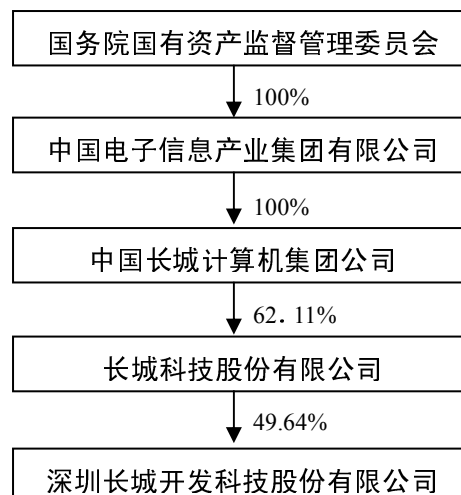 国务院国有资产监督管理委员会
100%
中国电子信息产业集团有限公司
100%
中国长城计算机集团公司
62．11%
长城科技股份有限公司
49.64%
深圳长城开发科技股份有限公司